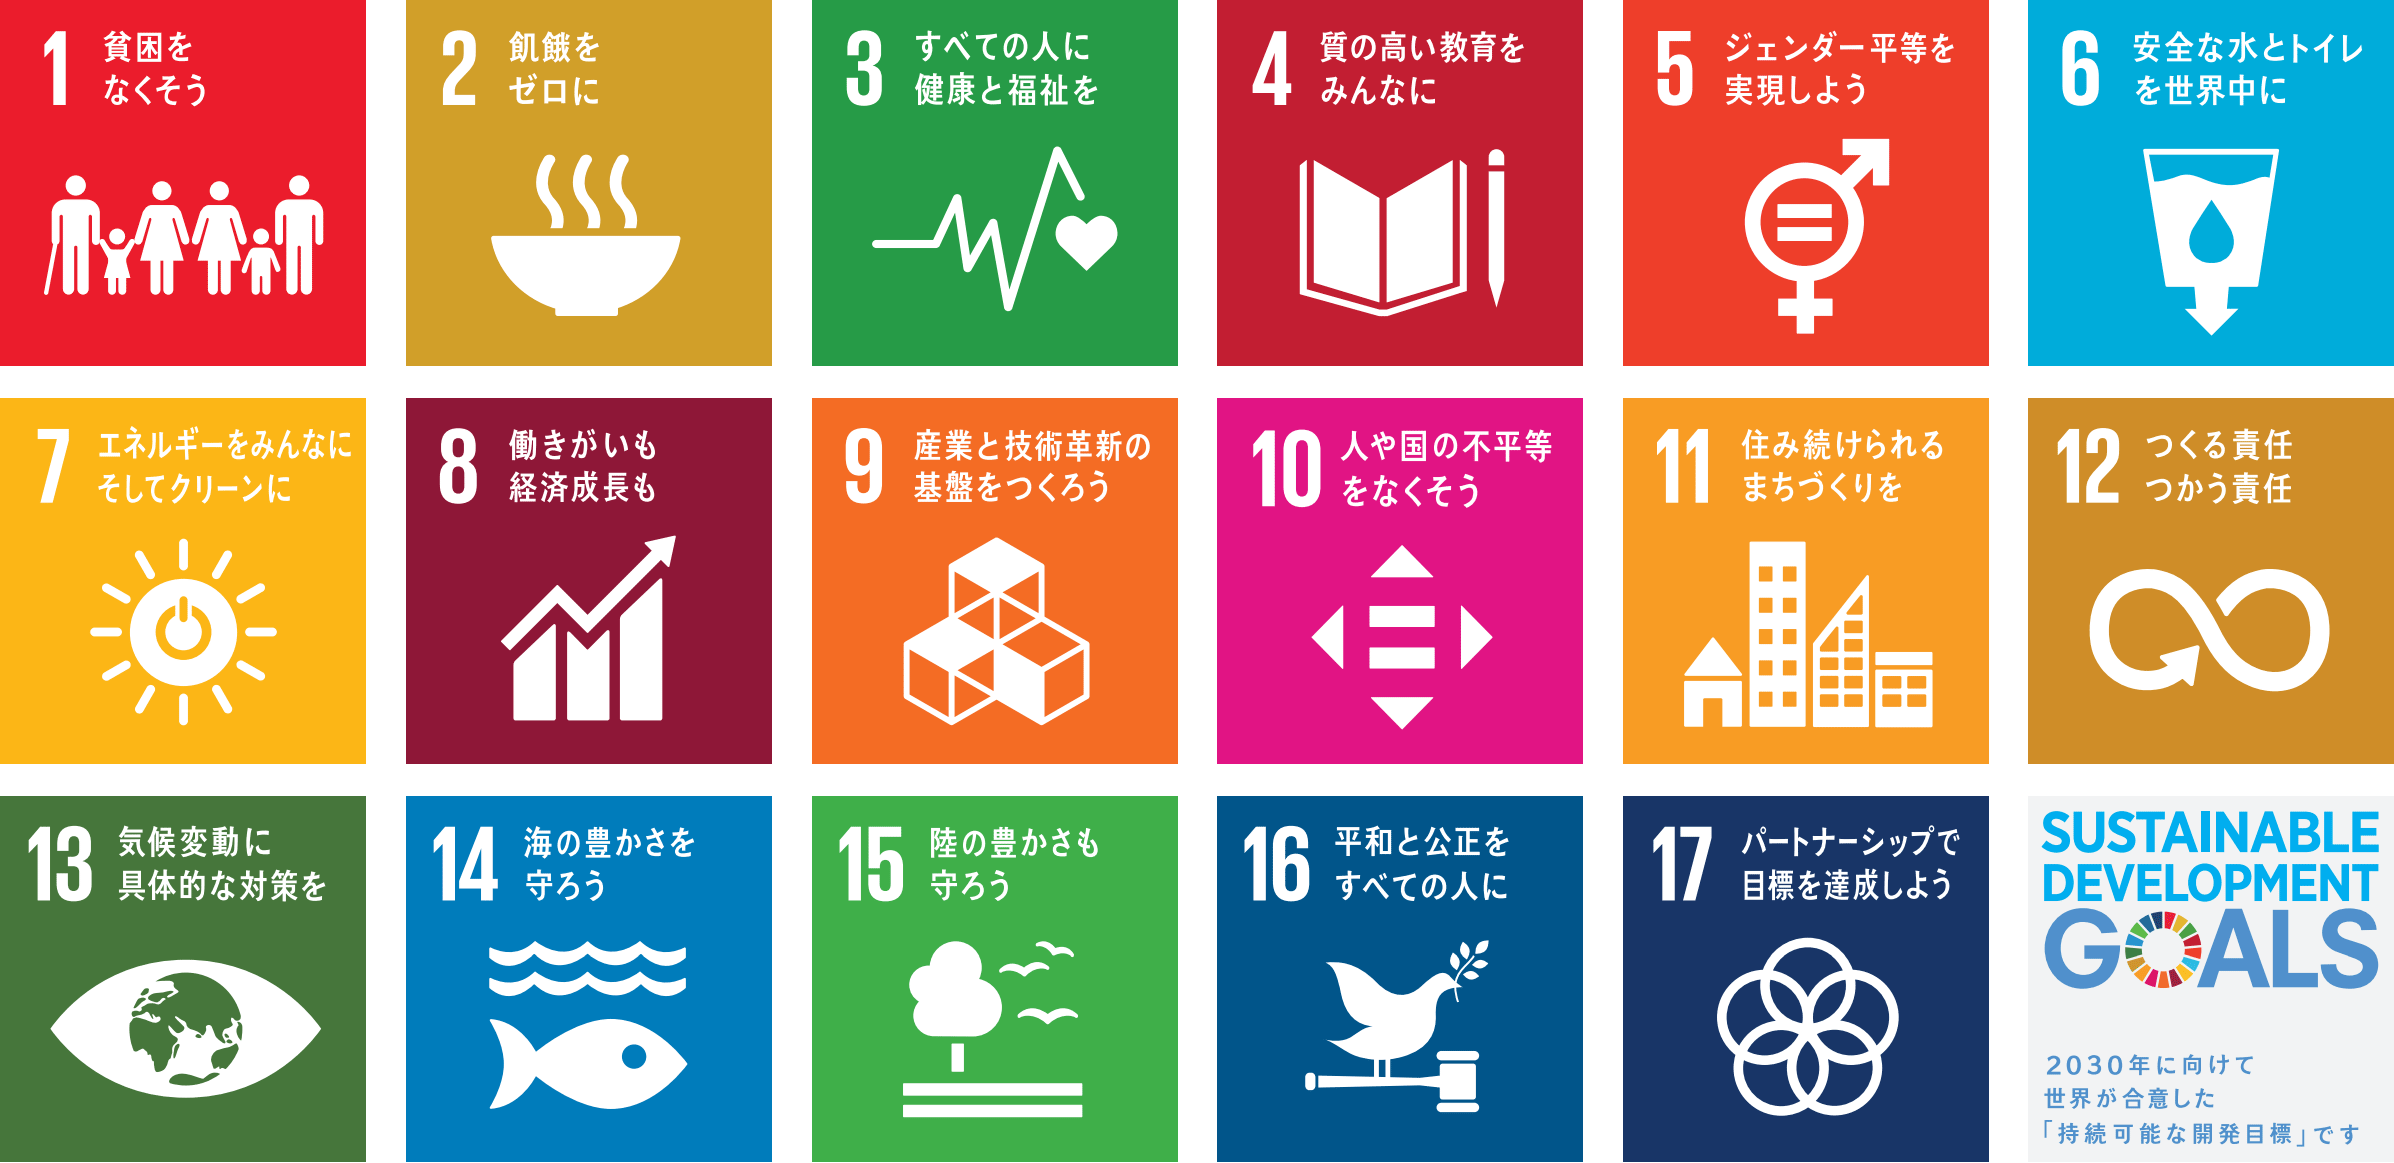 1 貧困を
なくそう
2 飢餓を
ゼロに
3 すべての人に
健康と福祉を
4 質の高い教育を
みんなに
5 ジェンダー平等を
実現しよう
6 安全な水とトイレ
を世界中に
7 エネルギーをみんなに
そしてクリーンに
8 働きがいも
経済成長も
9 産業と技術革新の
基盤をつくろう
10 人や国の不平等
をなくそう
11 住み続けられる
まちづくりを
12 つくる責任
つかう責任
13 気候変動に
具体的な対策を
14 海の豊かさを
守ろう
15 陸の豊かさも
守ろう
16 平和と公正を
すべての人に
17 パートナーシップで
目標を達成しよう
SUSTAINABLE
DEVELOPMENT
GOALS
2030年に向けて
世界が合意した
「持続可能な開発目標」です